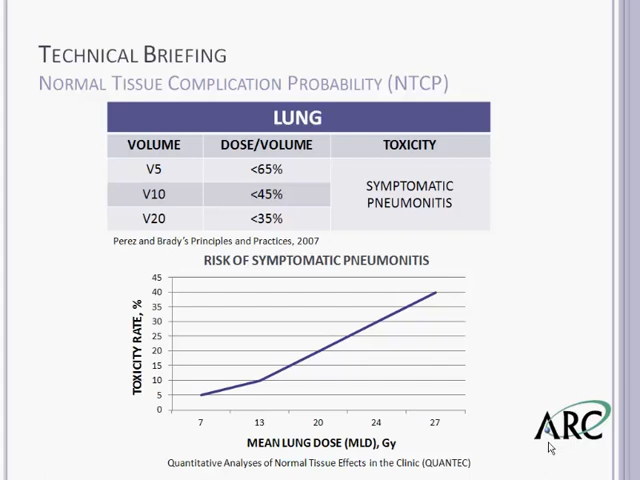 TECHNICAL BRIEFING
NORMAL TISSUE COMPLICATION PROBABILITY (NTCP)
LUNG
VOLUME DOSE/VOLUME TOXICITY
V5 <65%
V10 <45%
V20 <35%
SYMPTOMATIC
PNEUMONITIS
Perez and Brady's Principles and Practices, 2007
RISK OF SYMPTOMATIC PNEUMONITIS
TOXICITY RATE, %
45
40
35
30
25
20
15
10
5
0
7 13 20 24 27
MEAN LUNG DOSE (MLD), Gy
ARC
Quantitative Analyses of Normal Tissue Effects in the Clinic (QUANTEC)